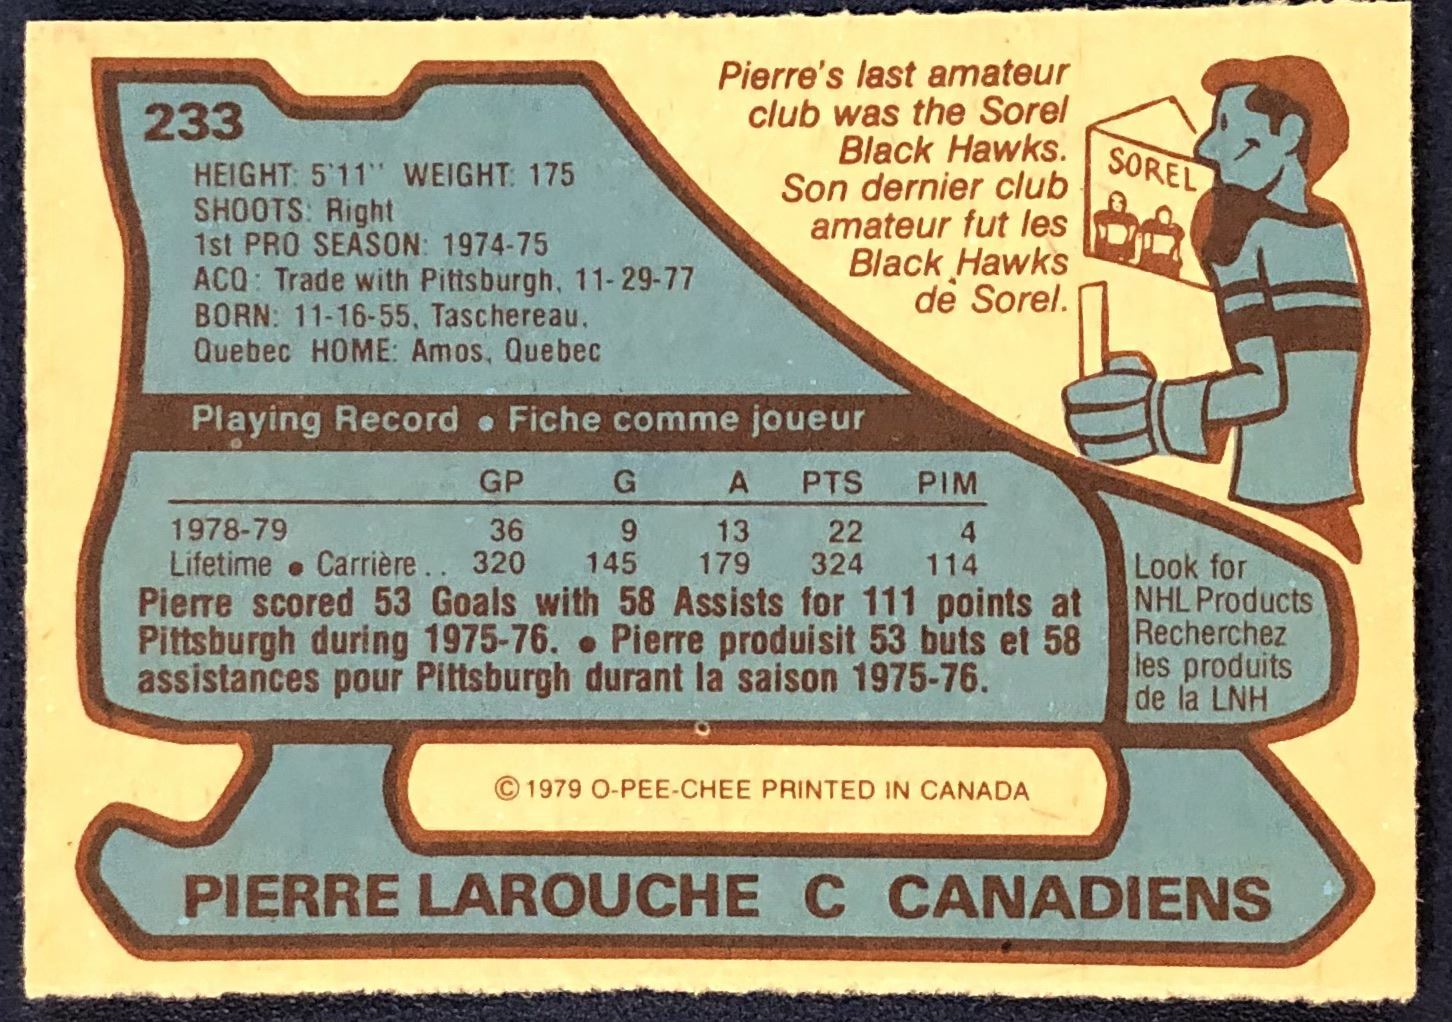 233
HEIGHT: 5'11" WEIGHT: 175
SHOOTS: Right
1st PRO SEASON: 1974-75
ACQ: Trade with Pittsburgh, 11-29-77
BORN: 11-16-55, Taschereau,
Quebec HOME: Amos, Quebec
Pierre's last amateur
club was the Sorel
Black Hawks.
Son dernier club
amateur fut les
Black Hawks
de Sorel.
SOREL
Playing Record • Fiche comme joueur
GP G A PTS PIM
1978-79 36 9 13 22 4
Lifetime • Carrière .. 320 145 179 324 114
Pierre scored 53 Goals with 58 Assists for 111 points at
Pittsburgh during 1975-76. • Pierre produisit 53 buts et 58
assistances pour Pittsburgh durant la saison 1975-76.
Look for
NHL Products
Recherchez
les produits
de la LNH
© 1979 O-PEE-CHEE PRINTED IN CANADA
PIERRE LAROUCHE C CANADIENS